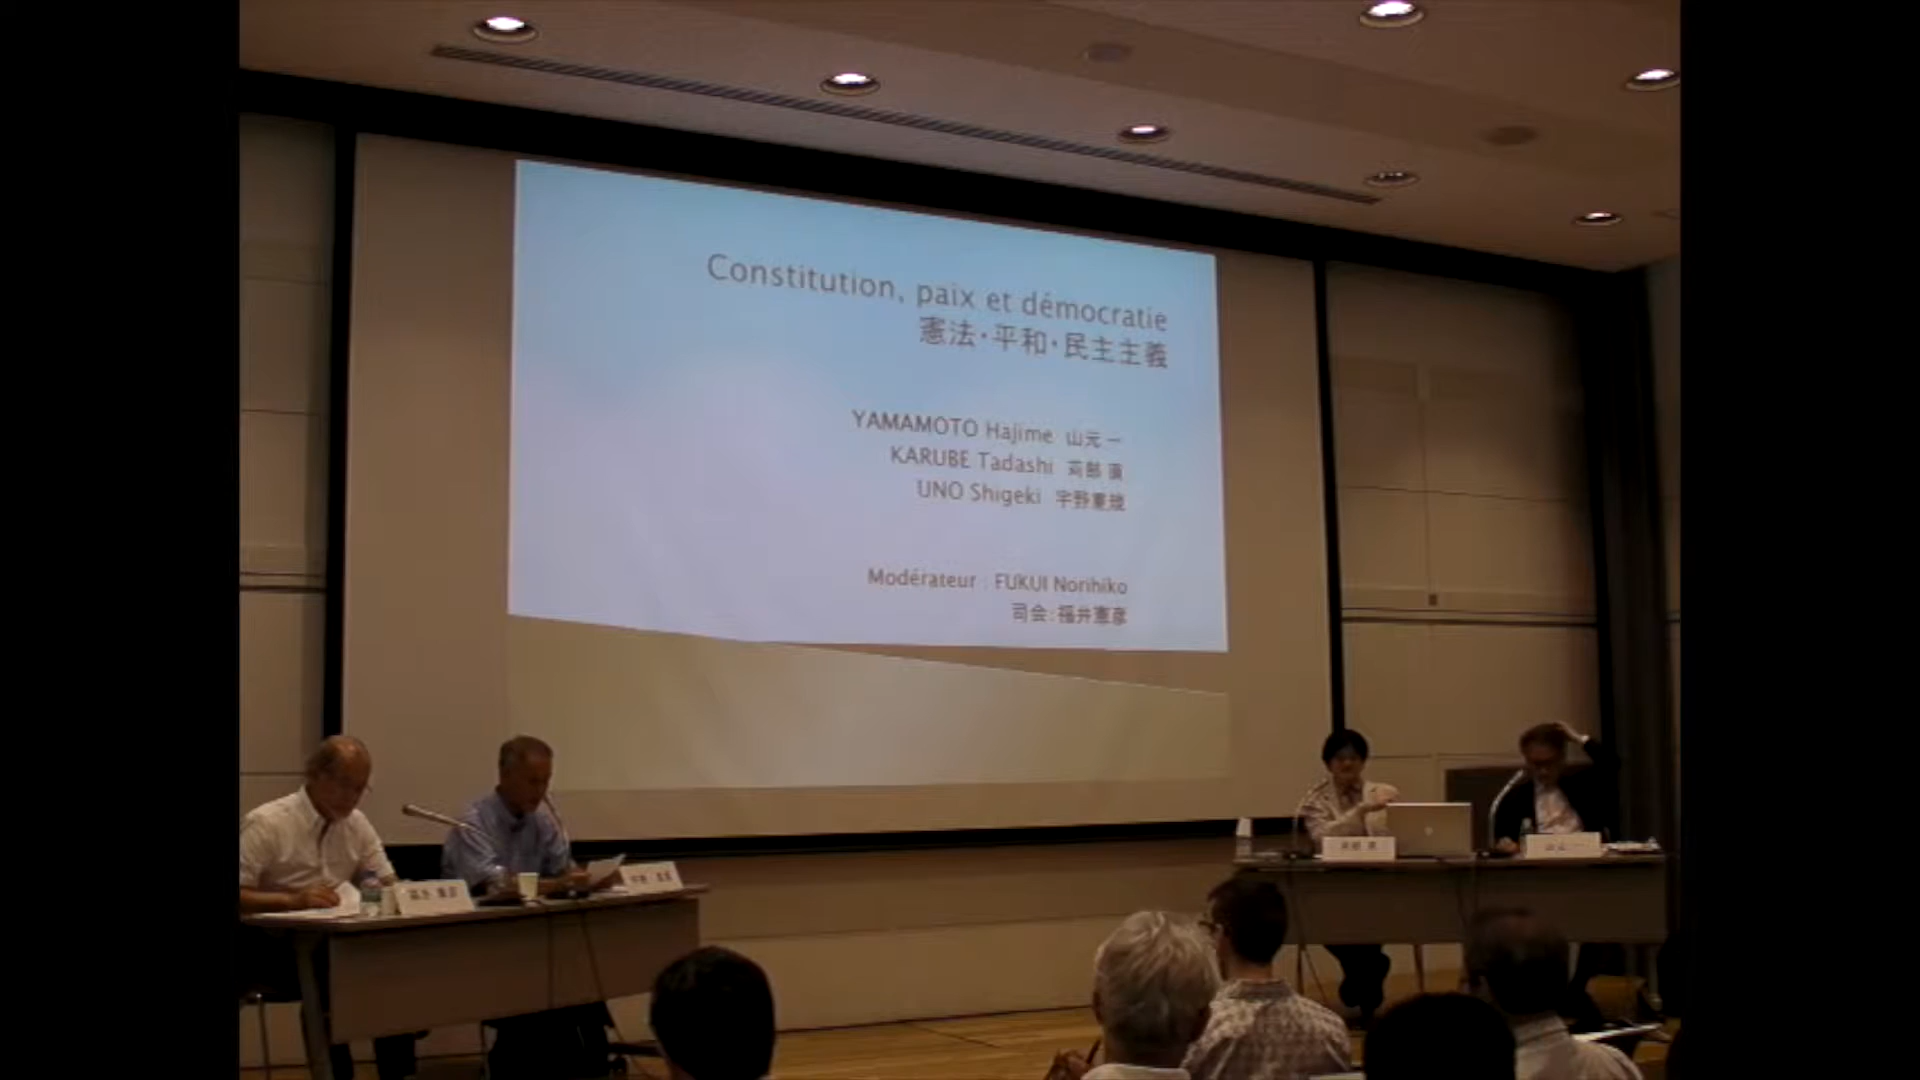 Constitution, paix et démocratie
憲法・平和・民主主義
YAMAMOTO Hajime 山元 一
KARUBE Tadashi 苅部 直
UNO Shigeki 宇野重規
Modérateur : FUKUI Norihiko
司会:福井憲彦